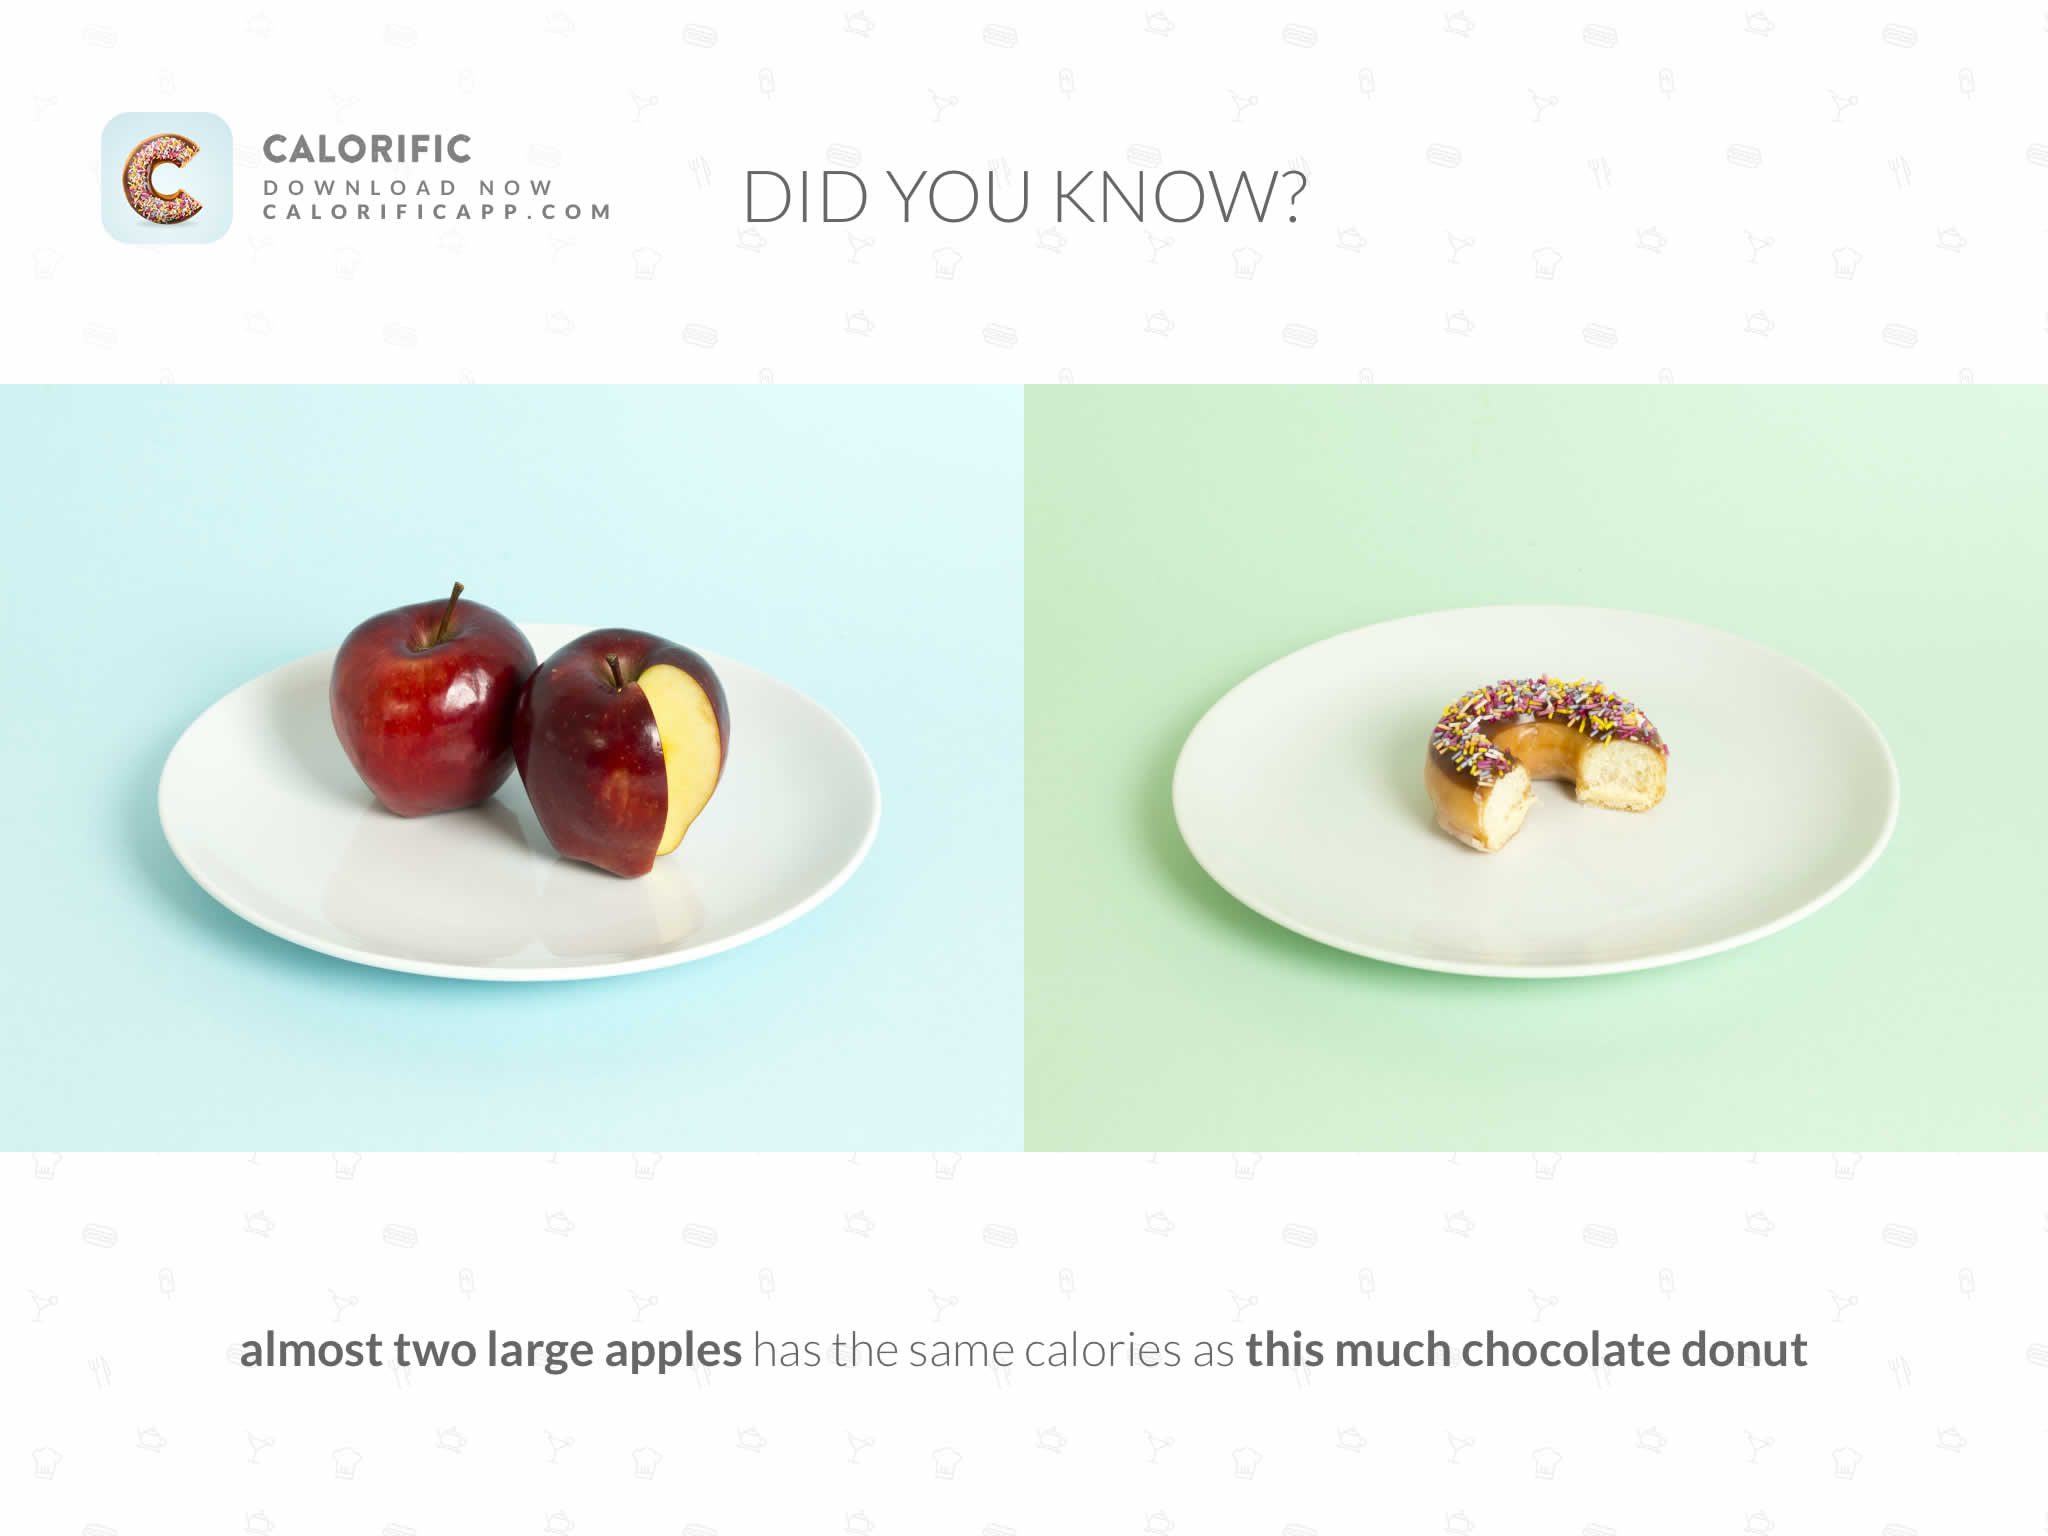 CALORIFIC
DOWNLOAD NOW
CALORIFICAPP.COM
DID YOU KNOW?
almost two large apples has the same calories as this much chocolate donut